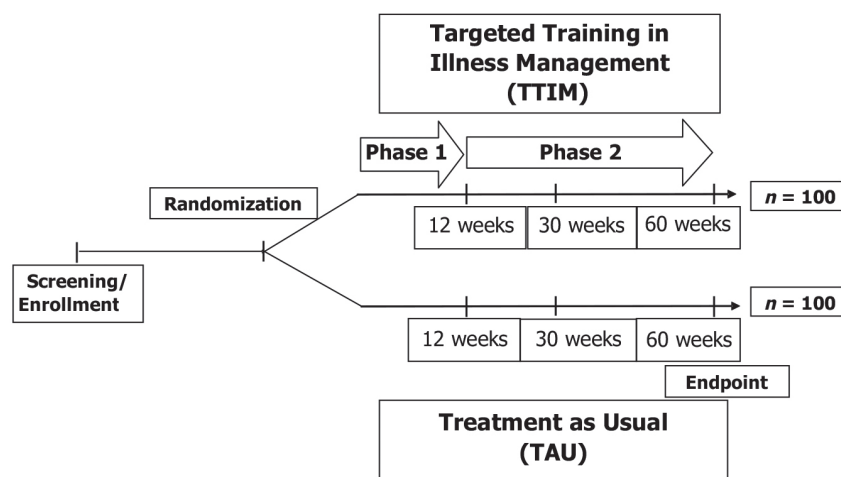 Targeted Training in
Illness Management
(TTIM)
Phase 1
Phase 2
Randomization
n = 100
12 weeks
30 weeks
60 weeks
Screening/
Enrollment
n = 100
12 weeks
30 weeks
60 weeks
Endpoint
Treatment as Usual
(TAU)